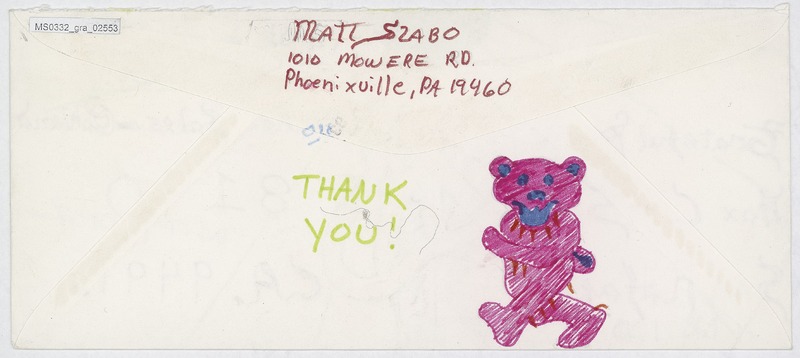 MS0332_gra_02553
MATT SZABO
1010 MOWERE RD.
Phoenixville, PA 19460
THANK
YOU!